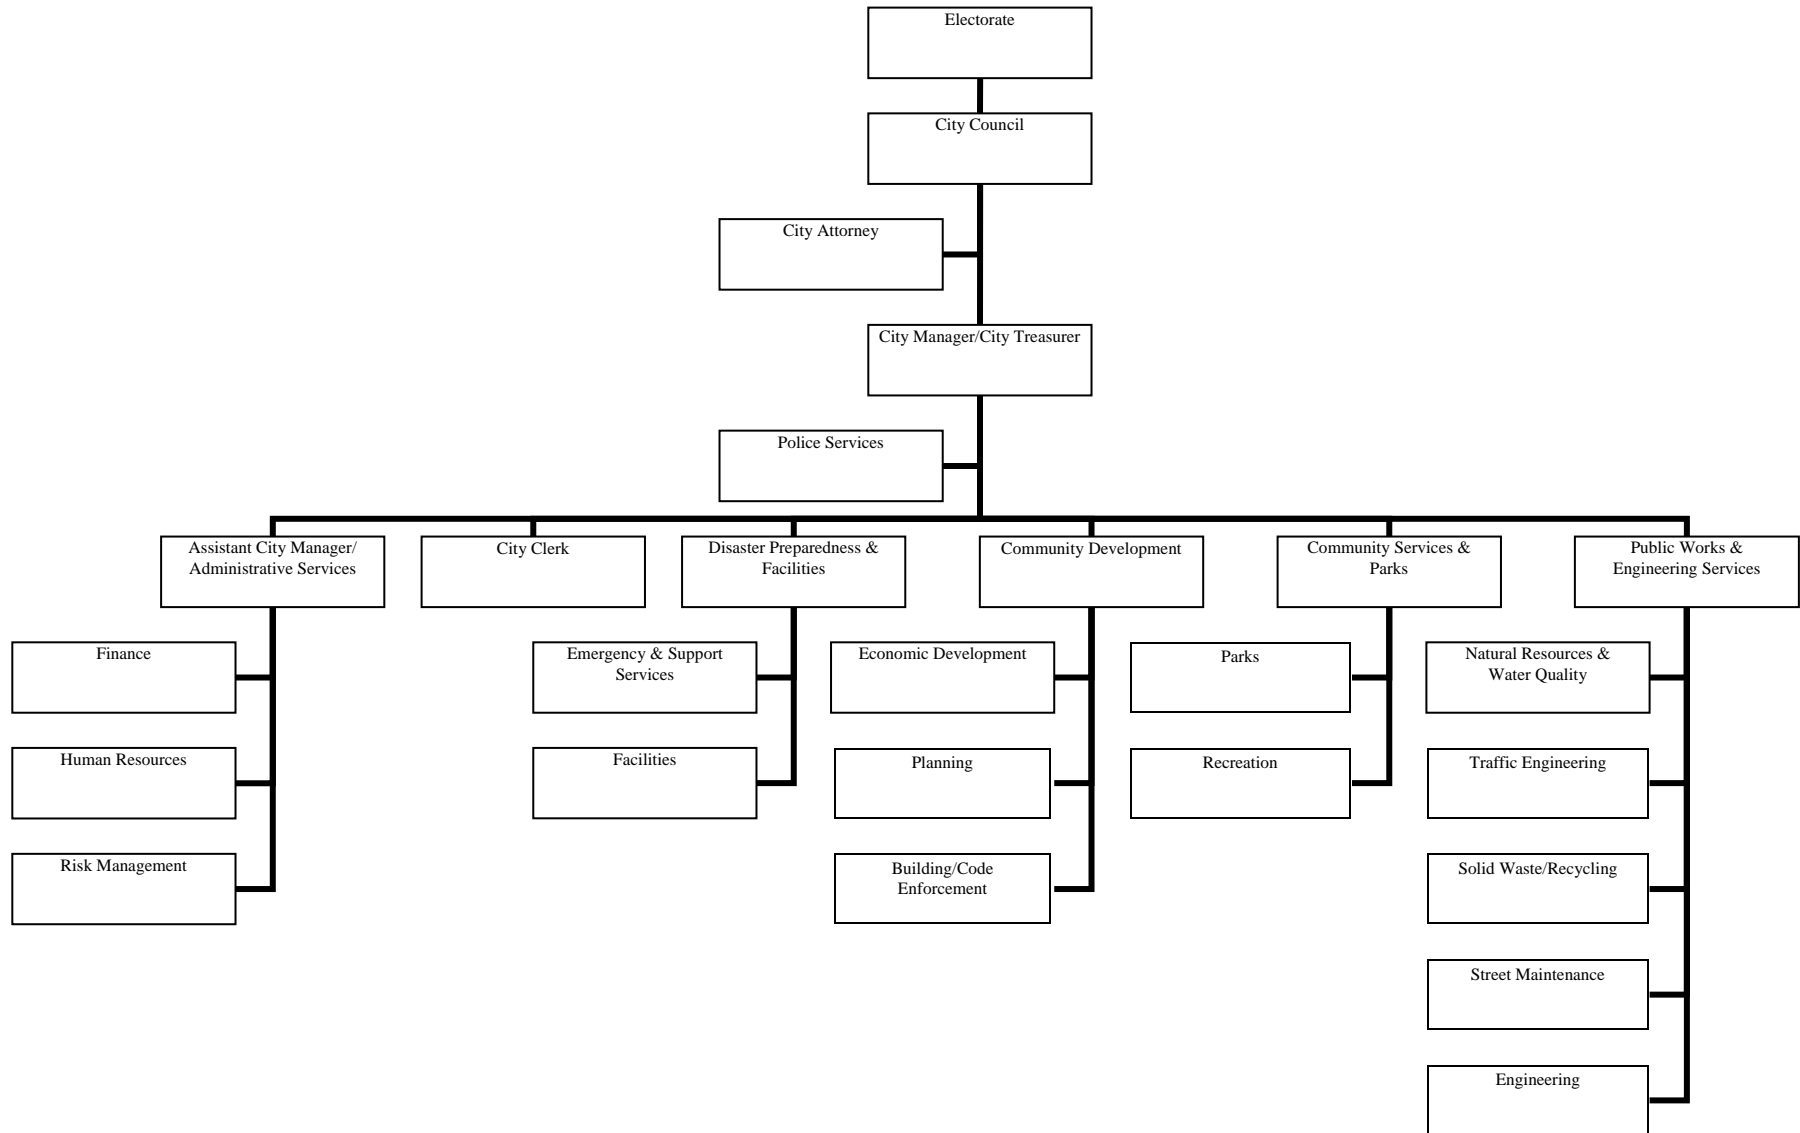 Electorate
City Council
City Attorney
City Manager/City Treasurer
Police Services
Assistant City Manager/
Administrative Services
City Clerk
Disaster Preparedness &
Facilities
Community Development
Community Services &
Parks
Public Works &
Engineering Services
Finance
Human Resources
Risk Management
Emergency & Support
Services
Facilities
Economic Development
Planning
Building/Code
Enforcement
Parks
Recreation
Natural Resources &
Water Quality
Traffic Engineering
Solid Waste/Recycling
Street Maintenance
Engineering